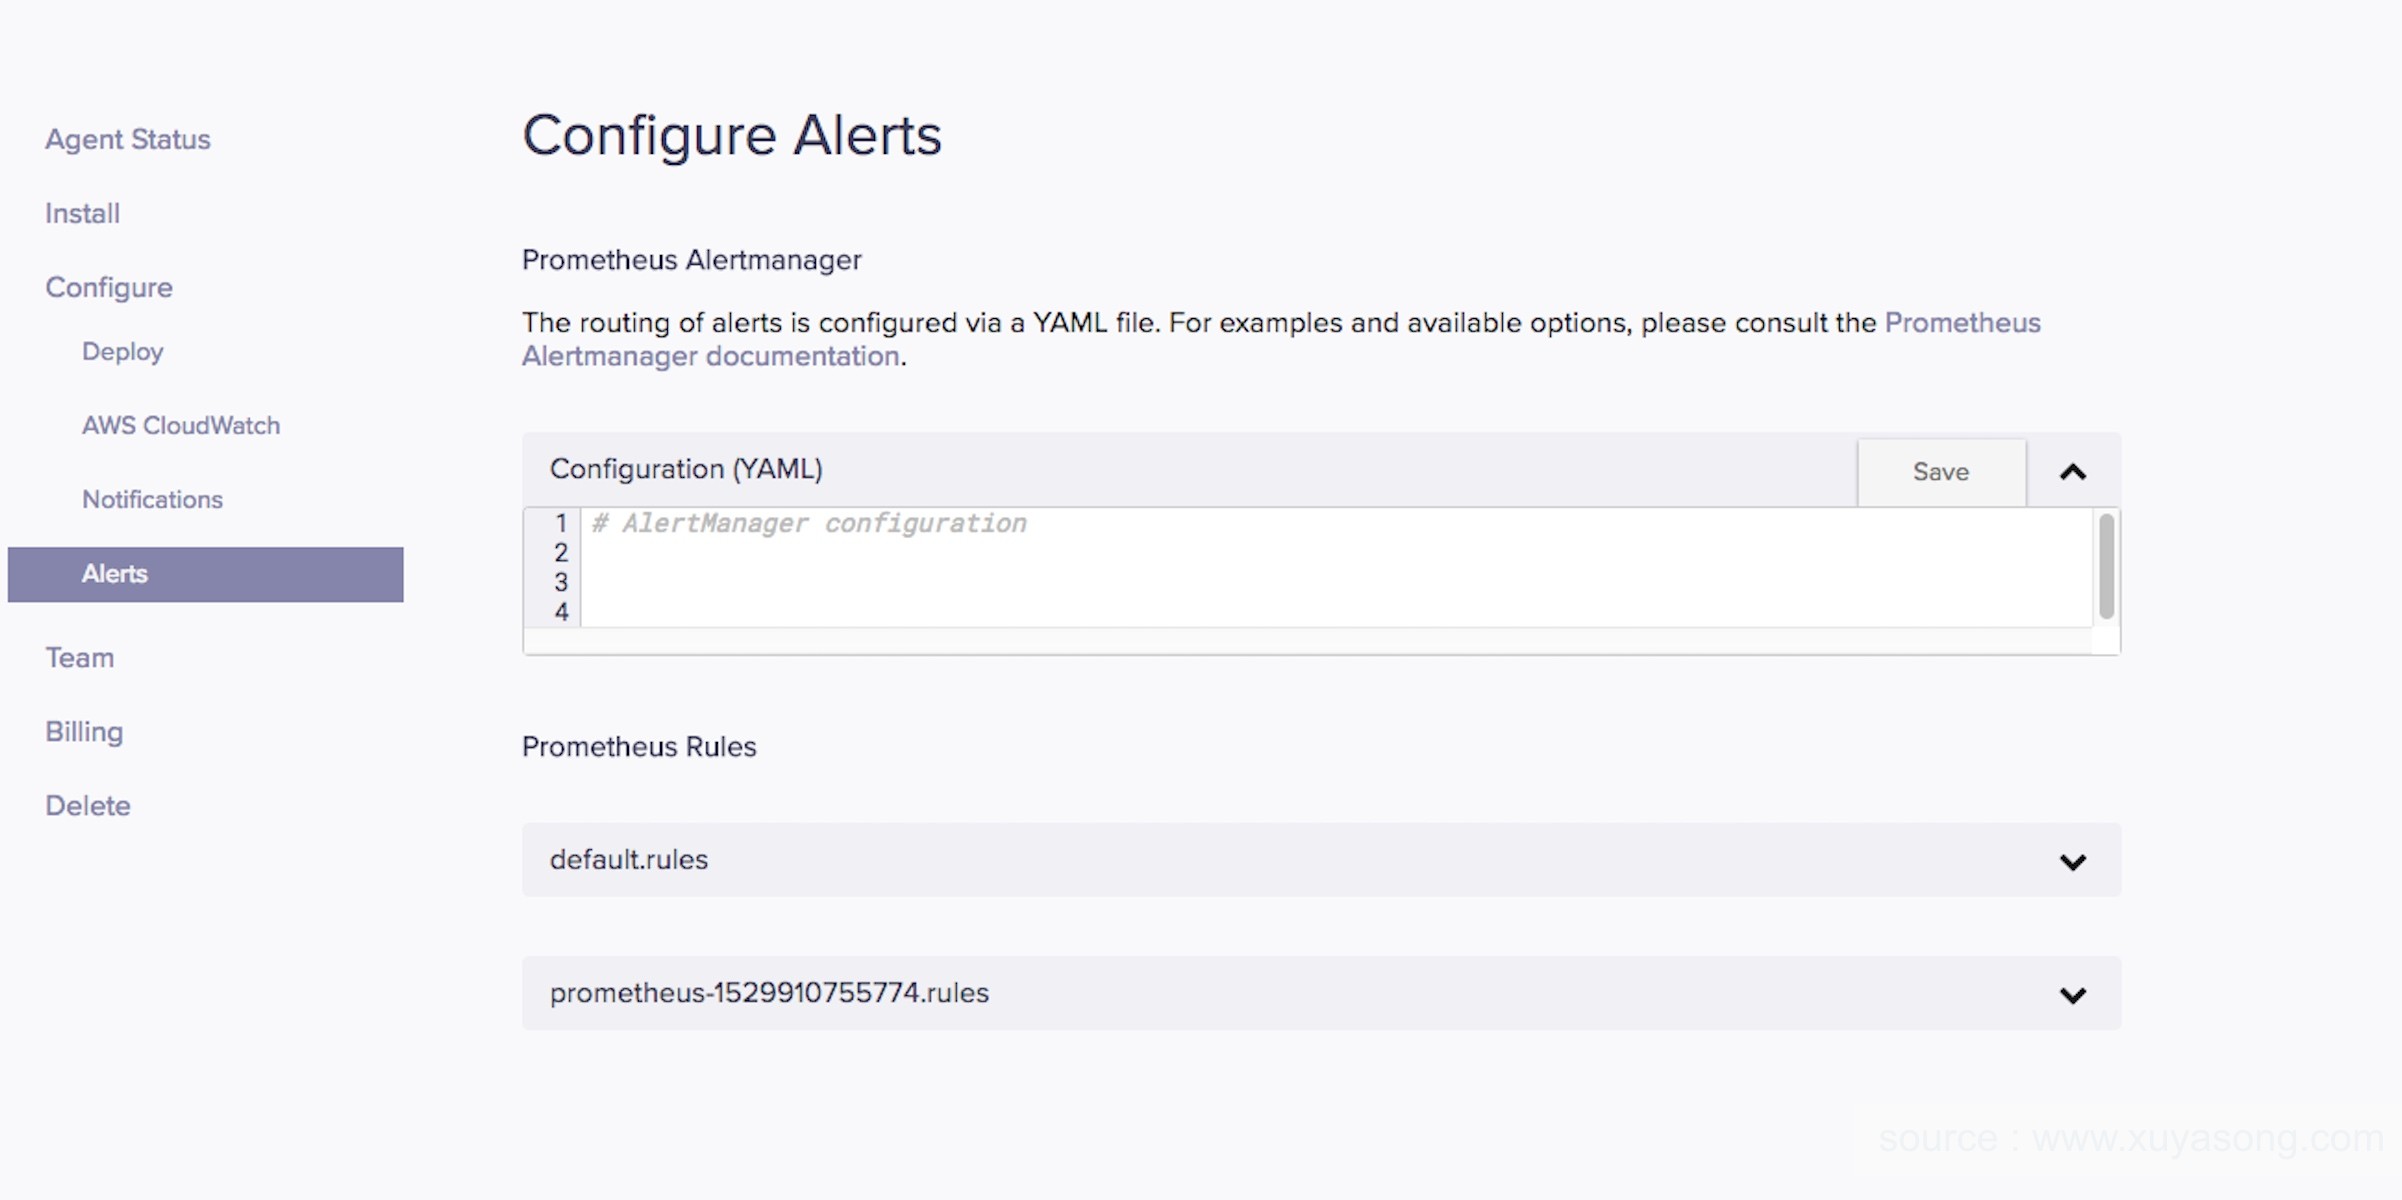 Agent Status
Install
Configure
Deploy
AWS CloudWatch
Notifications
Alerts
Team
Billing
Delete
Configure Alerts
Prometheus Alertmanager
The routing of alerts is configured via a YAML file. For examples and available options, please consult the Prometheus
Alertmanager documentation.
Configuration (YAML)
Save
1 # AlertManager configuration
2
3
4
Prometheus Rules
default.rules
prometheus-1529910755774.rules
source : www.xuyasong.com